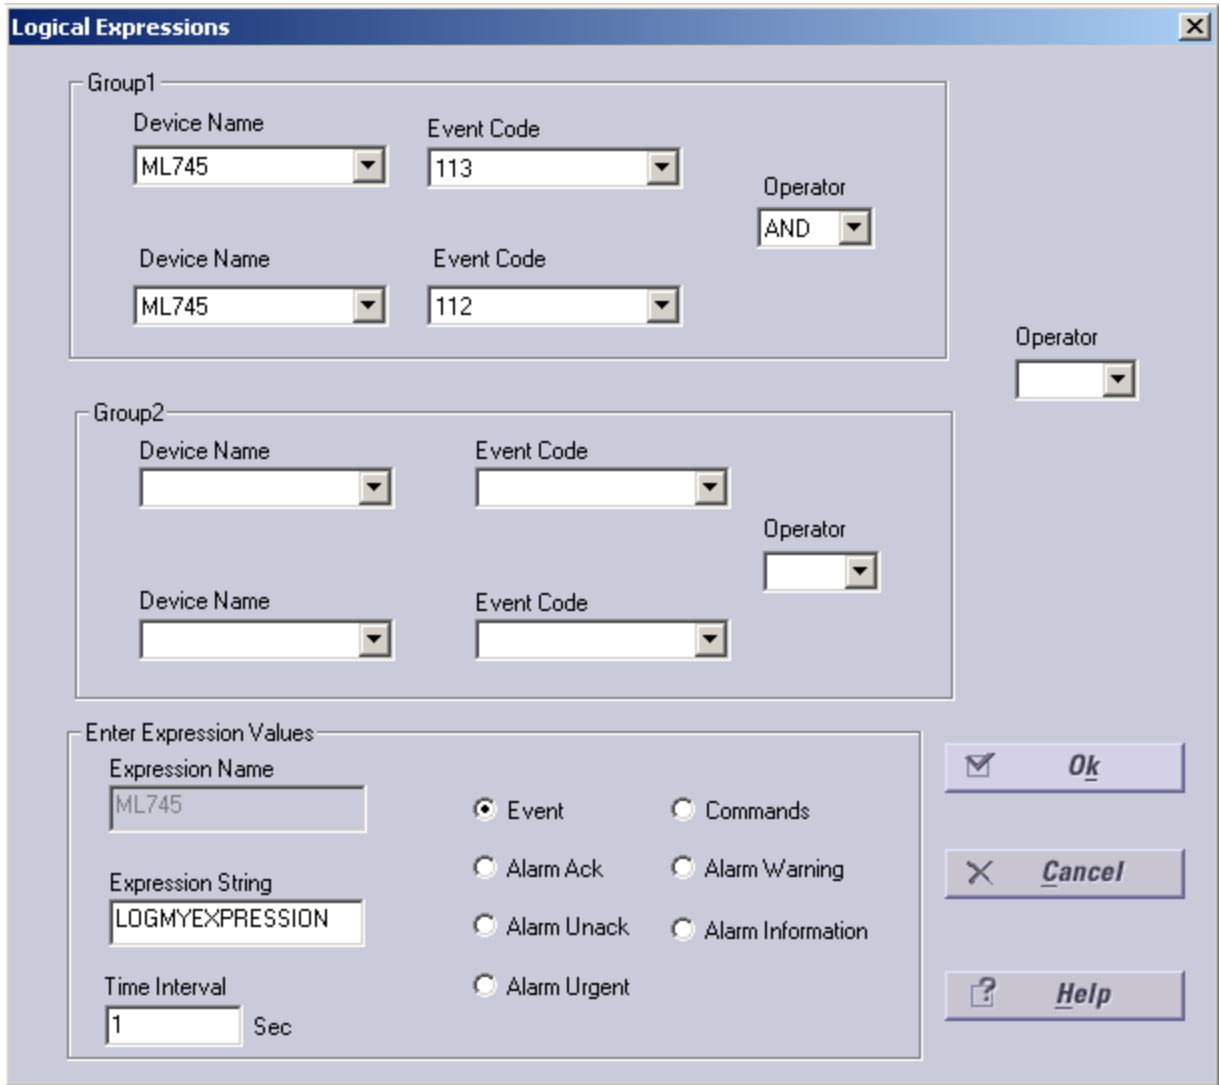 Logical Expressions
Group1
Device Name
Event Code
ML745
113
Operator
AND
Device Name
Event Code
ML745
112
Operator
Group2
Device Name
Event Code
Operator
Device Name
Event Code
Enter Expression Values
Expression Name
ML745
Event
Commands
Alarm Ack
Alarm Warning
Expression String
LOGMYEXPRESSION
Alarm Unack
Alarm Information
Time Interval
Alarm Urgent
1 Sec
Ok
Cancel
Help